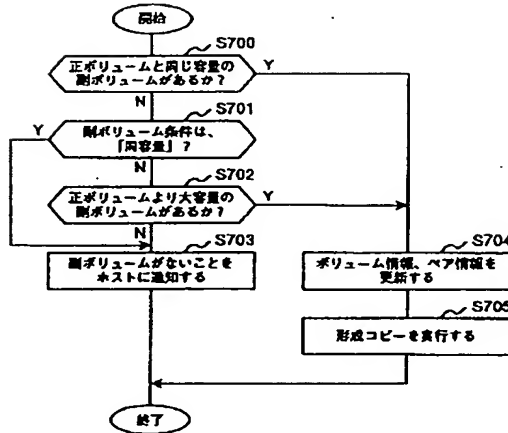 開始
S700
正ボリュームと同じ容量の
副ボリュームがあるか?
Y
N
S701
Y
副ボリューム条件は、
「同容量」?
N
S702
正ボリュームより大容量の
副ボリュームがあるか?
Y
N
S703
副ボリュームがないことを
ホストに通知する
S704
ボリューム情報、ペア情報を
更新する
S705
形成コピーを実行する
終了